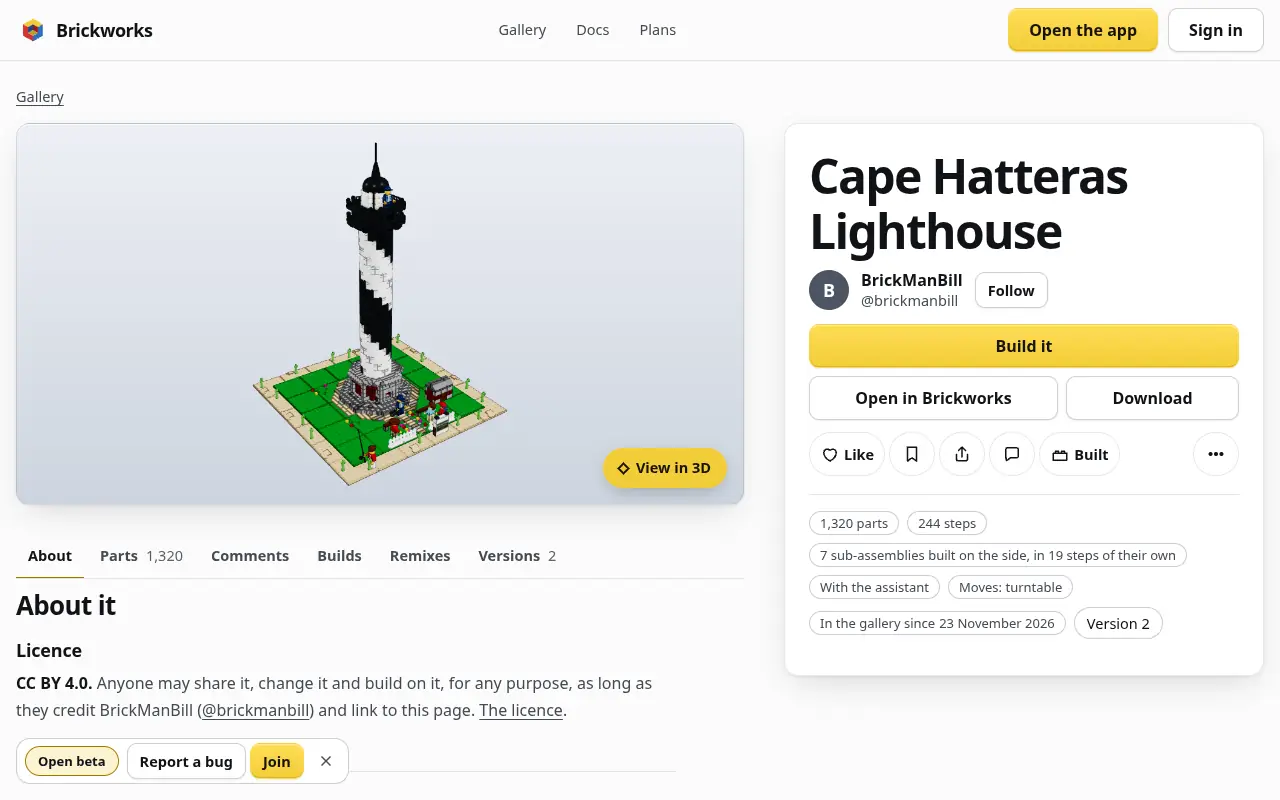 Brickworks
Gallery
Docs
Plans
Open the app
Sign in
Gallery
View in 3D
Cape Hatteras
Lighthouse
B
BrickManBill
@brickmanbill
Follow
Build it
Open in Brickworks
Download
Like
Built
1,320 parts
244 steps
7 sub-assemblies built on the side, in 19 steps of their own
With the assistant
Moves: turntable
In the gallery since 23 November 2026
Version 2
About
Parts 1,320
Comments
Builds
Remixes
Versions 2
About it
Licence
CC BY 4.0. Anyone may share it, change it and build on it, for any purpose, as long as
they credit BrickManBill (@brickmanbill) and link to this page. The licence.
Open beta
Report a bug
Join